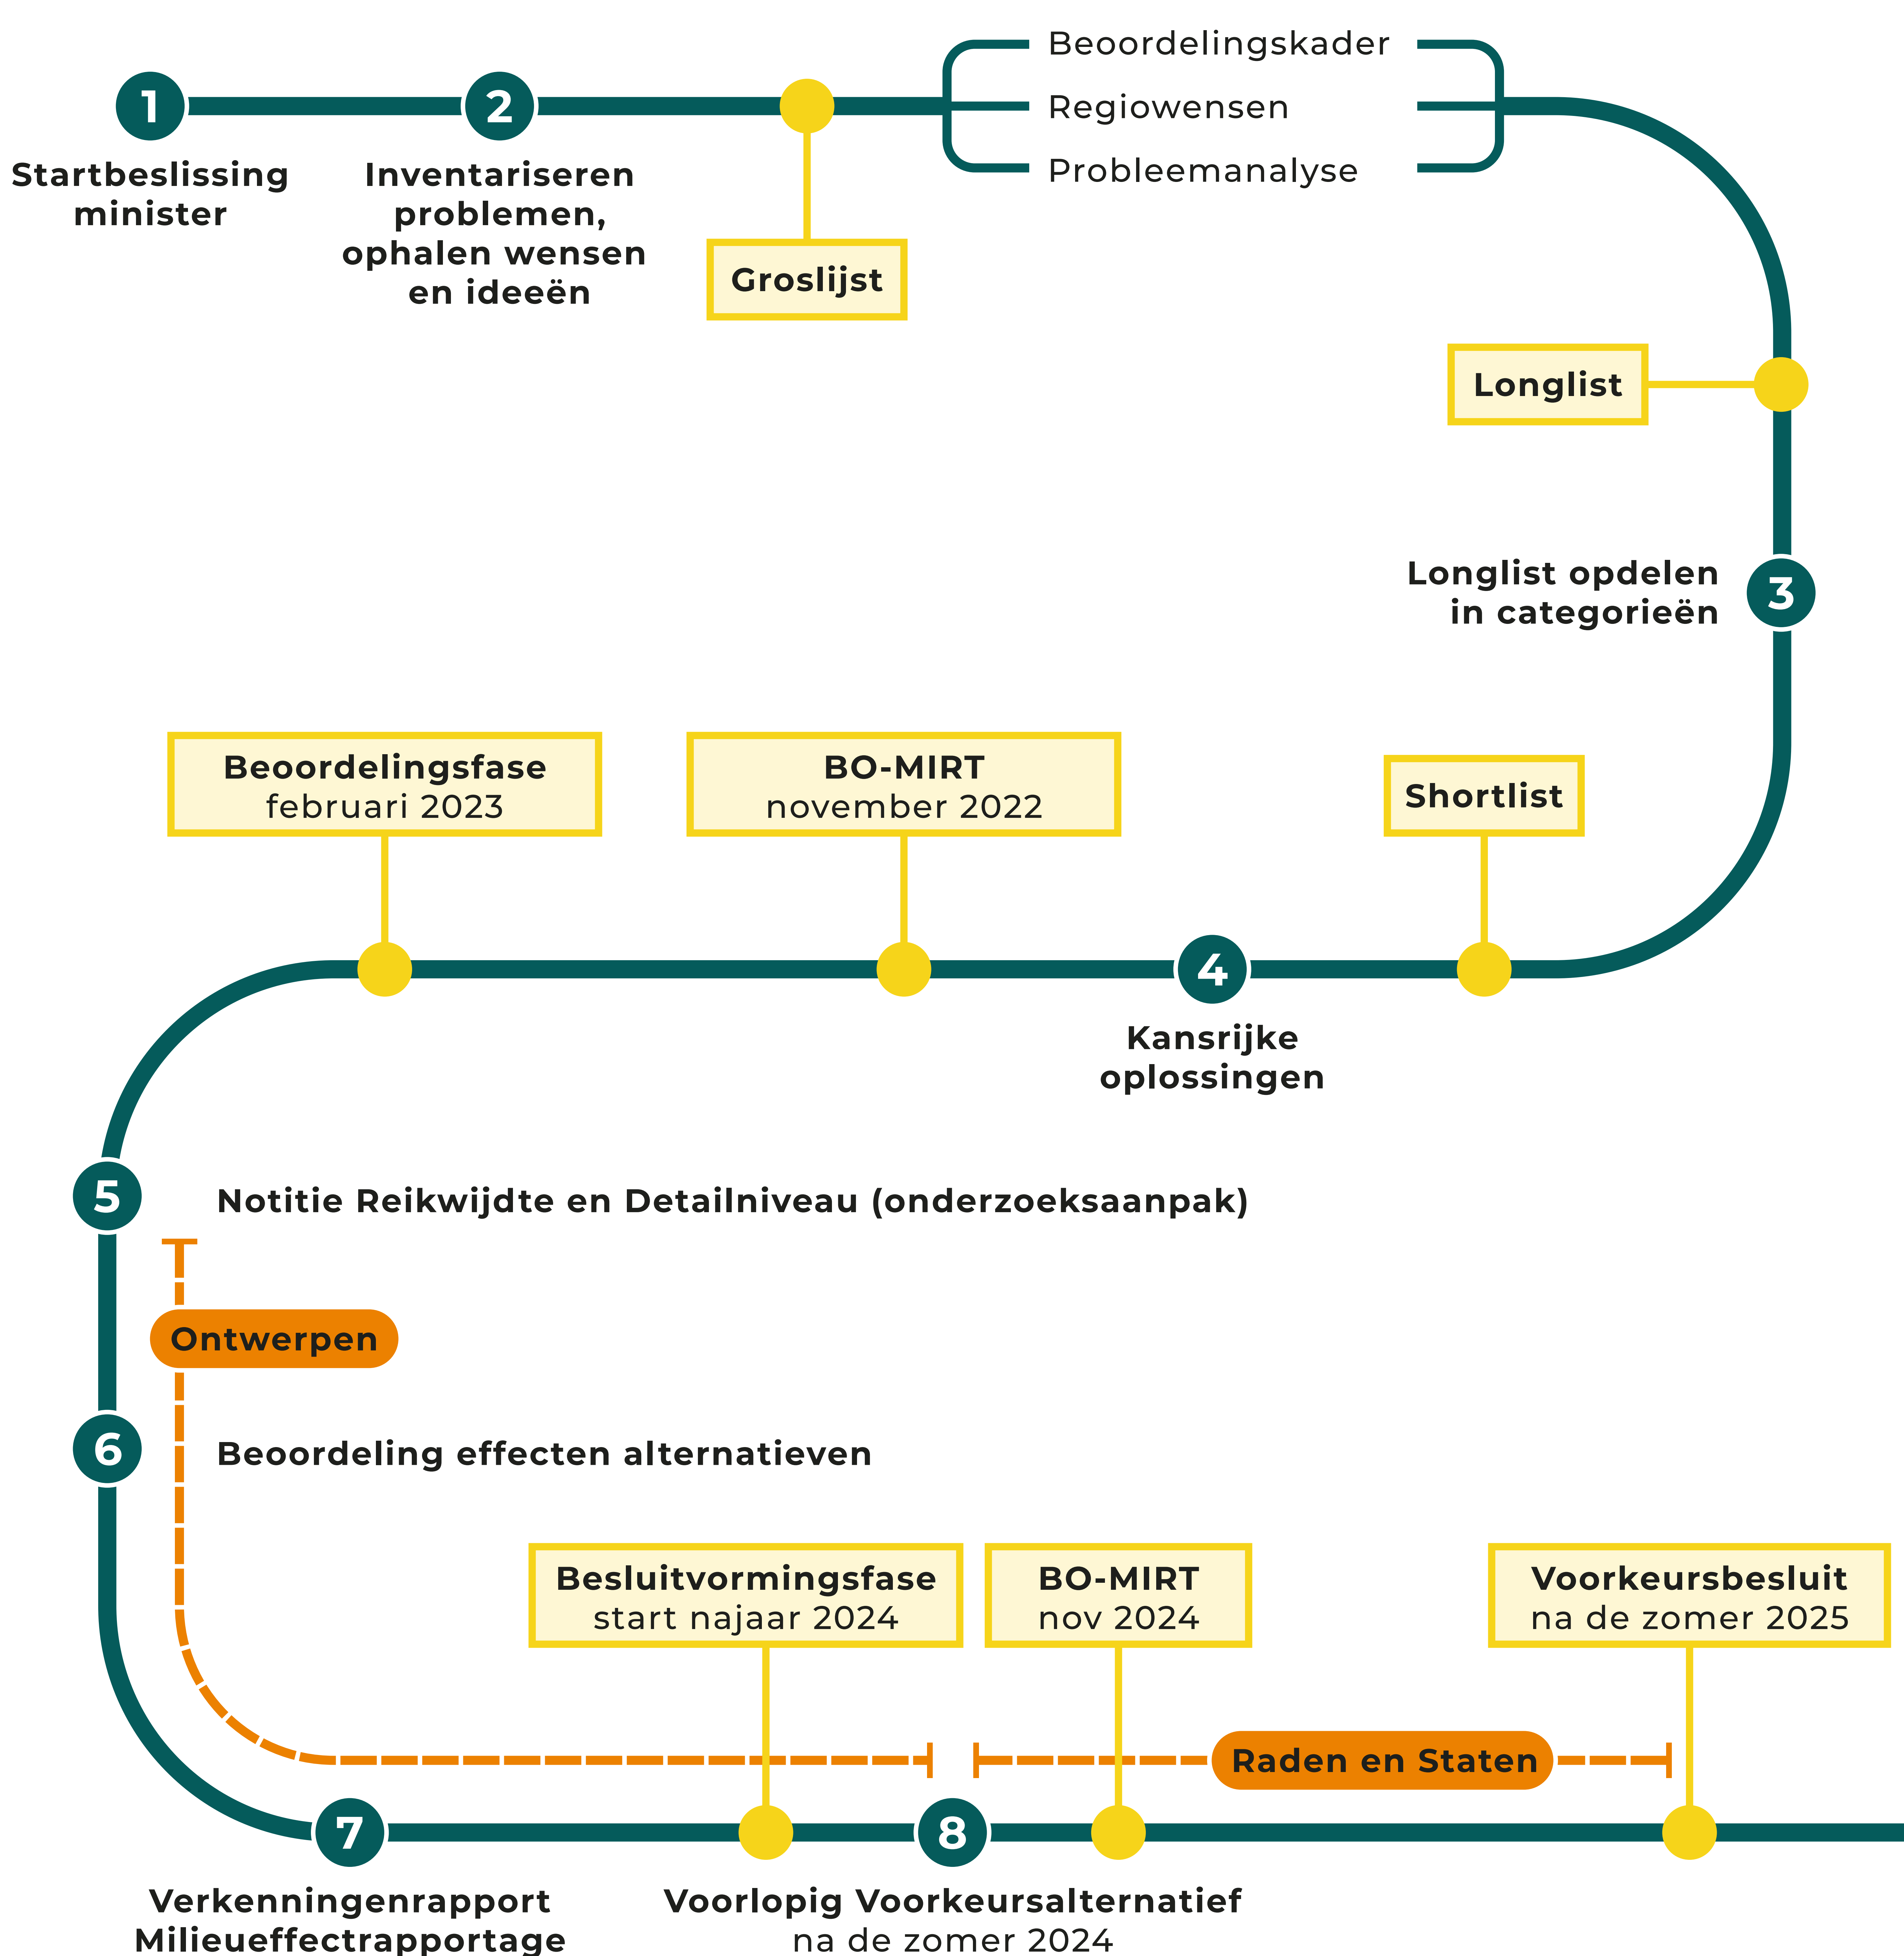 1
Startbeslissing
minister
2
Inventariseren
problemen,
ophalen wensen
en ideeën
Groslijst
Beoordelingskader
Regiowensen
Probleemanalyse
Longlist
3
Longlist opdelen
in categorieën
Shortlist
4
Kansrijke
oplossingen
BO-MIRT
november 2022
Beoordelingsfase
februari 2023
5
Notitie Reikwijdte en Detailniveau (onderzoeksaanpak)
Ontwerpen
6
Beoordeling effecten alternatieven
7
Verkenningenrapport
Milieueffectrapportage
Besluitvormingsfase
start najaar 2024
8
Voorlopig Voorkeursalternatief
na de zomer 2024
BO-MIRT
nov 2024
Raden en Staten
Voorkeursbesluit
na de zomer 2025